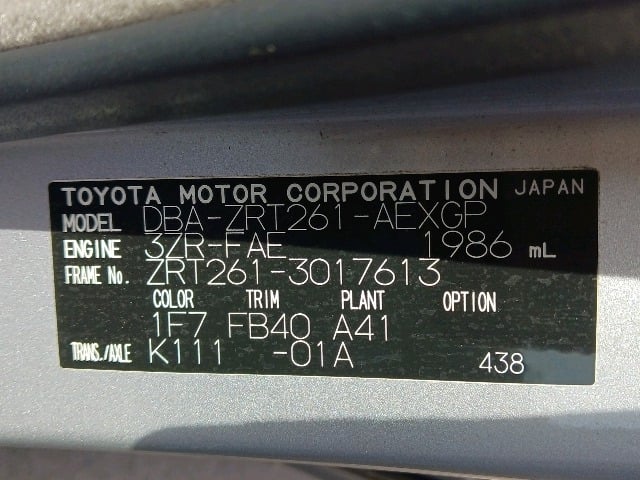 TOYOTA MOTOR CORPORATION JAPAN
MODEL DBA-ZRT261-AEXGP
ENGINE 3ZR-FAE 1986 mL
FRAME No. ZRT261-3017613
COLOR TRIM PLANT OPTION
1F7 FB40 A41
TRANS./AXLE K111 -01A 438